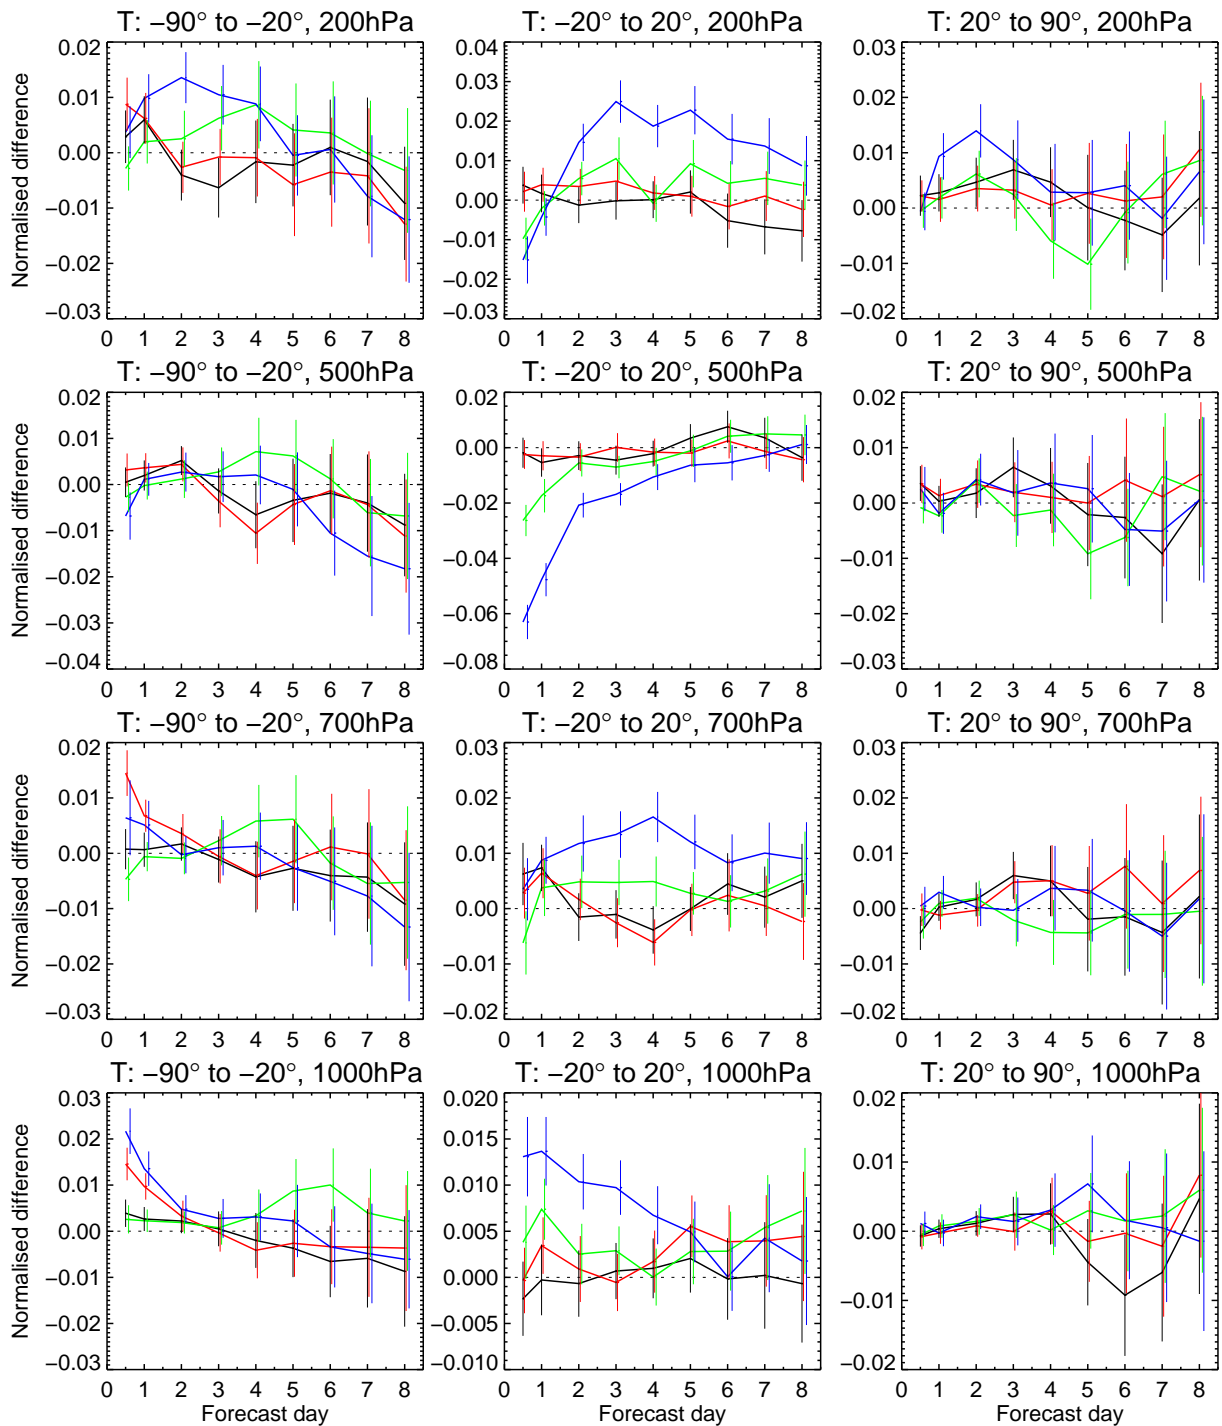 T: −90° to −20°, 200hPa
T: −20° to 20°, 200hPa
T: 20° to 90°, 200hPa
Normalised difference
0.02
0.01
0.00
−0.01
−0.02
−0.03
0 1 2 3 4 5 6 7 8
0.04
0.03
0.02
0.01
0.00
−0.01
−0.02
−0.03
0 1 2 3 4 5 6 7 8
0.03
0.02
0.01
0.00
−0.01
−0.02
0 1 2 3 4 5 6 7 8
T: −90° to −20°, 500hPa
T: −20° to 20°, 500hPa
T: 20° to 90°, 500hPa
Normalised difference
0.02
0.01
0.00
−0.01
−0.02
−0.03
−0.04
0 1 2 3 4 5 6 7 8
0.02
0.00
−0.02
−0.04
−0.06
−0.08
0 1 2 3 4 5 6 7 8
0.02
0.01
0.00
−0.01
−0.02
−0.03
0 1 2 3 4 5 6 7 8
T: −90° to −20°, 700hPa
T: −20° to 20°, 700hPa
T: 20° to 90°, 700hPa
Normalised difference
0.02
0.01
0.00
−0.01
−0.02
−0.03
0 1 2 3 4 5 6 7 8
0.03
0.02
0.01
0.00
−0.01
−0.02
0 1 2 3 4 5 6 7 8
0.03
0.02
0.01
0.00
−0.01
−0.02
0 1 2 3 4 5 6 7 8
T: −90° to −20°, 1000hPa
T: −20° to 20°, 1000hPa
T: 20° to 90°, 1000hPa
Normalised difference
0.03
0.02
0.01
0.00
−0.01
−0.02
−0.03
0 1 2 3 4 5 6 7 8
Forecast day
0.020
0.015
0.010
0.005
0.000
−0.005
−0.010
0 1 2 3 4 5 6 7 8
Forecast day
0.02
0.01
0.00
−0.01
−0.02
0 1 2 3 4 5 6 7 8
Forecast day